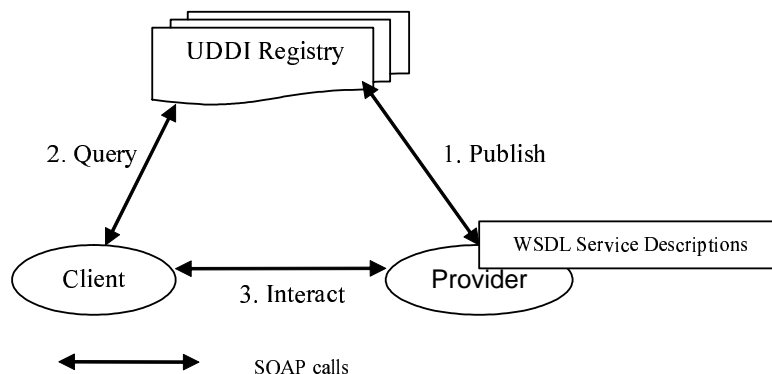 UDDI Registry
2. Query
1. Publish
WSDL Service Descriptions
Client
Provider
3. Interact
SOAP calls